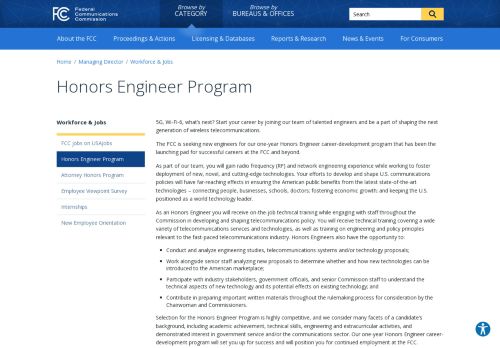 Federal
Communications
Commission
FCC
Browse by
CATEGORY
Browse by
BUREAUS & OFFICES
Search
About the FCC
Proceedings & Actions
Licensing & Databases
Reports & Research
News & Events
For Consumers
Home / Managing Director / Workforce & Jobs
Honors Engineer Program
Workforce & Jobs
FCC Jobs on USAJobs
Honors Engineer Program
Attorney Honors Program
Employee Viewpoint Survey
Internships
New Employee Orientation
5G, Wi-Fi-6, what's next? Start your career by joining our team of talented engineers and be a part of shaping the next
generation of wireless telecommunications.
The FCC is seeking new engineers for our one-year Honors Engineer career-development program that has been the
launching pad for successful careers at the FCC and beyond.
As part of our team, you will gain radio frequency (RF) and network engineering experience while working to foster
deployment of new, novel, and cutting-edge technologies. Your efforts to develop and shape U.S. communications
policies will have far-reaching effects in ensuring the American public benefits from the latest state-of-the-art
technologies – connecting people, businesses, schools, doctors; fostering economic growth; and keeping the U.S.
positioned as a world technology leader.
As an Honors Engineer you will receive on the job technical training while engaging with staff throughout the
Commission in developing and shaping telecommunications policy. You will receive technical training covering a wide
variety of telecommunications services and technologies, as well as training on engineering and policy principles
relevant to the fast-paced telecommunications industry. Honors Engineers also have the opportunity to:
• Conduct and analyze engineering studies, telecommunications systems and/or technology proposals;
• Work alongside senior staff analyzing new proposals to determine whether and how new technologies can be
introduced to the American marketplace;
• Participate with industry stakeholders, government officials, and senior Commission staff to understand the
technical aspects of new technology and its potential effects on existing technology; and
• Contribute in preparing important written materials throughout the rulemaking process for consideration by the
Chairwoman and Commissioners.
Selection for the Honors Engineer Program is highly competitive, and we consider many facets of a candidate's
background, including academic achievement, technical skills, engineering and extracurricular activities, and
demonstrated interest in government service and/or the communications sector. Our one-year Honors Engineer career-
development program will set you up for success and will position you for continued employment at the FCC.